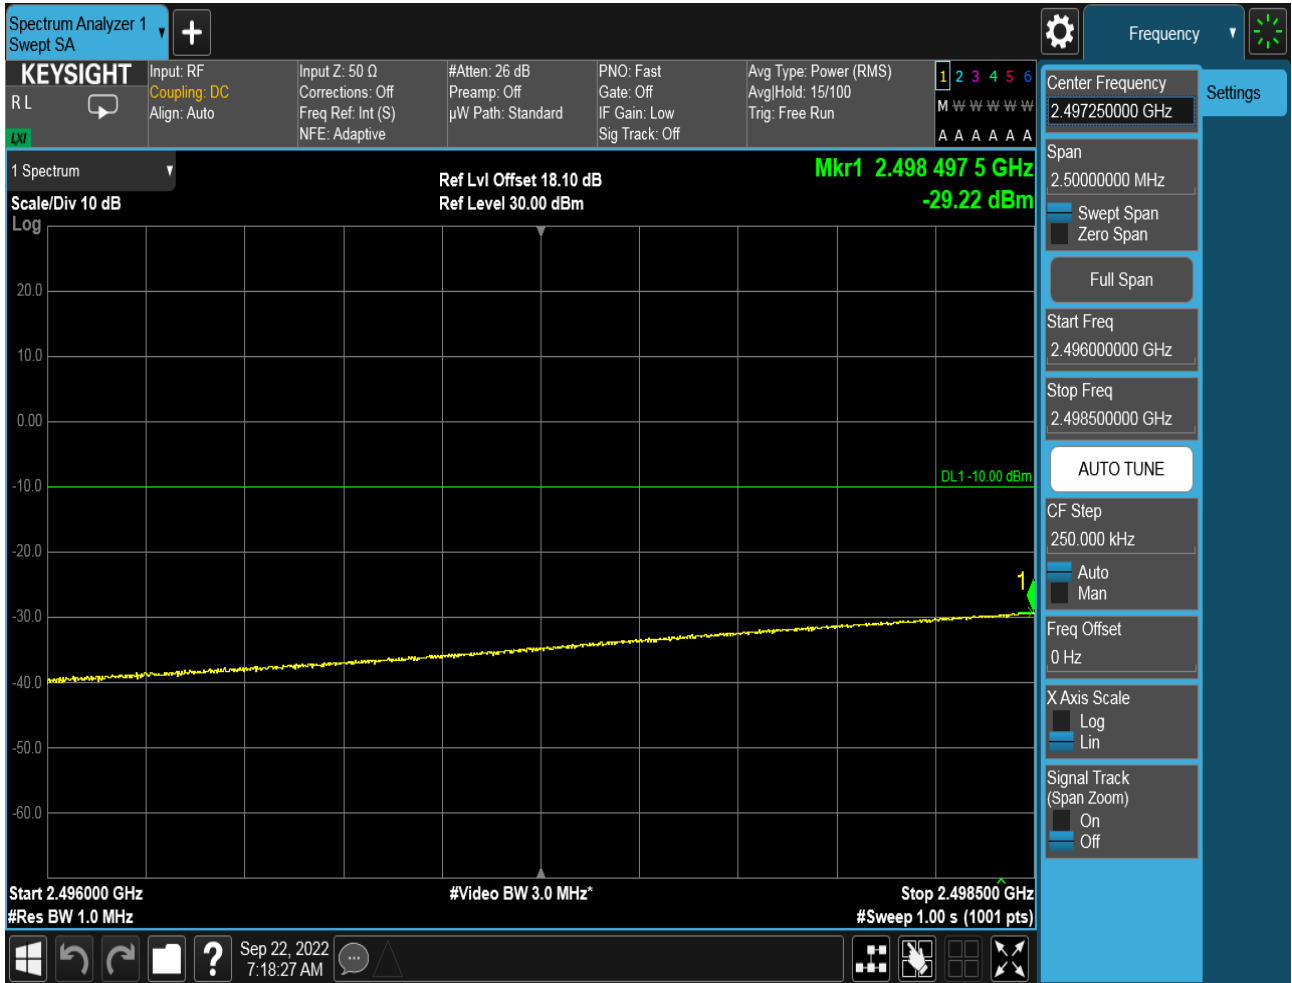 Spectrum Analyzer 1
Swept SA
Frequency
KEYSIGHT
R L
LXI
Input: RF
Coupling: DC
Align: Auto
Input Z: 50 Ω
Corrections: Off
Freq Ref: Int (S)
NFE: Adaptive
#Atten: 26 dB
Preamp: Off
µW Path: Standard
PNO: Fast
Gate: Off
IF Gain: Low
Sig Track: Off
Avg Type: Power (RMS)
Avg|Hold: 15/100
Trig: Free Run
1 2 3 4 5 6
M W W W W W
A A A A A A
1 Spectrum
Scale/Div 10 dB
Log
Ref Lvl Offset 18.10 dB
Ref Level 30.00 dBm
Mkr1 2.498 497 5 GHz
-29.22 dBm
20.0
10.0
0.00
-10.0
-20.0
-30.0
-40.0
-50.0
-60.0
DL1 -10.00 dBm
1
Start 2.496000 GHz
#Res BW 1.0 MHz
#Video BW 3.0 MHz*
Stop 2.498500 GHz
#Sweep 1.00 s (1001 pts)
Center Frequency
2.497250000 GHz
Settings
Span
2.50000000 MHz
Swept Span
Zero Span
Full Span
Start Freq
2.496000000 GHz
Stop Freq
2.498500000 GHz
AUTO TUNE
CF Step
250.000 kHz
Auto
Man
Freq Offset
0 Hz
X Axis Scale
Log
Lin
Signal Track
(Span Zoom)
On
Off
?
Sep 22, 2022
7:18:27 AM